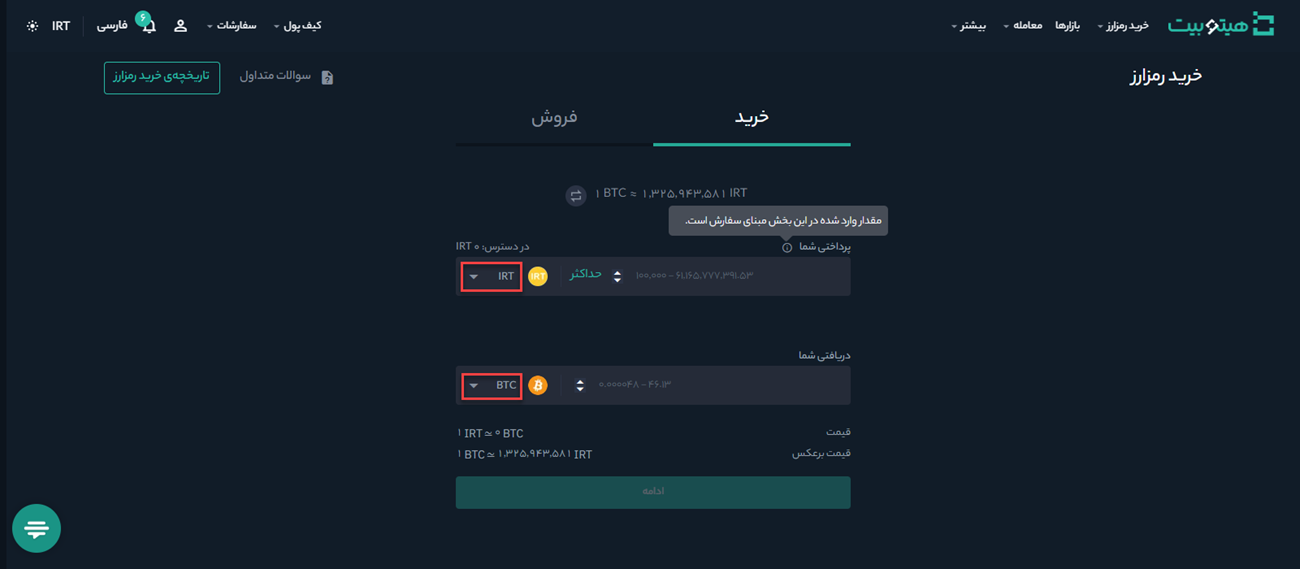 هیتوبیت خرید رمزارز بازارها معامله بیشتر کیف پول سفارشات ۶ فارسی IRT
خرید رمزارز سوالات متداول تاریخچه‌ی خرید رمزارز
خرید فروش
۱ BTC ≈ ۱,۳۲۵,۹۴۳,۵۸۱ IRT
مقدار وارد شده در این بخش مبنای سفارش است.
پرداختی شما در دسترس: ۰ IRT
۱۰۰,۰۰۰ – ۶۱,۱۶۵,۷۷۷,۳۹۱.۵۳ حداکثر IRT IRT
دریافتی شما
۰.۰۰۰۰۴۸ – ۴۶.۱۳ BTC
قیمت ۱ IRT ≃ ۰ BTC
قیمت برعکس ۱ BTC ≃ ۱,۳۲۵,۹۴۳,۵۸۱ IRT
ادامه